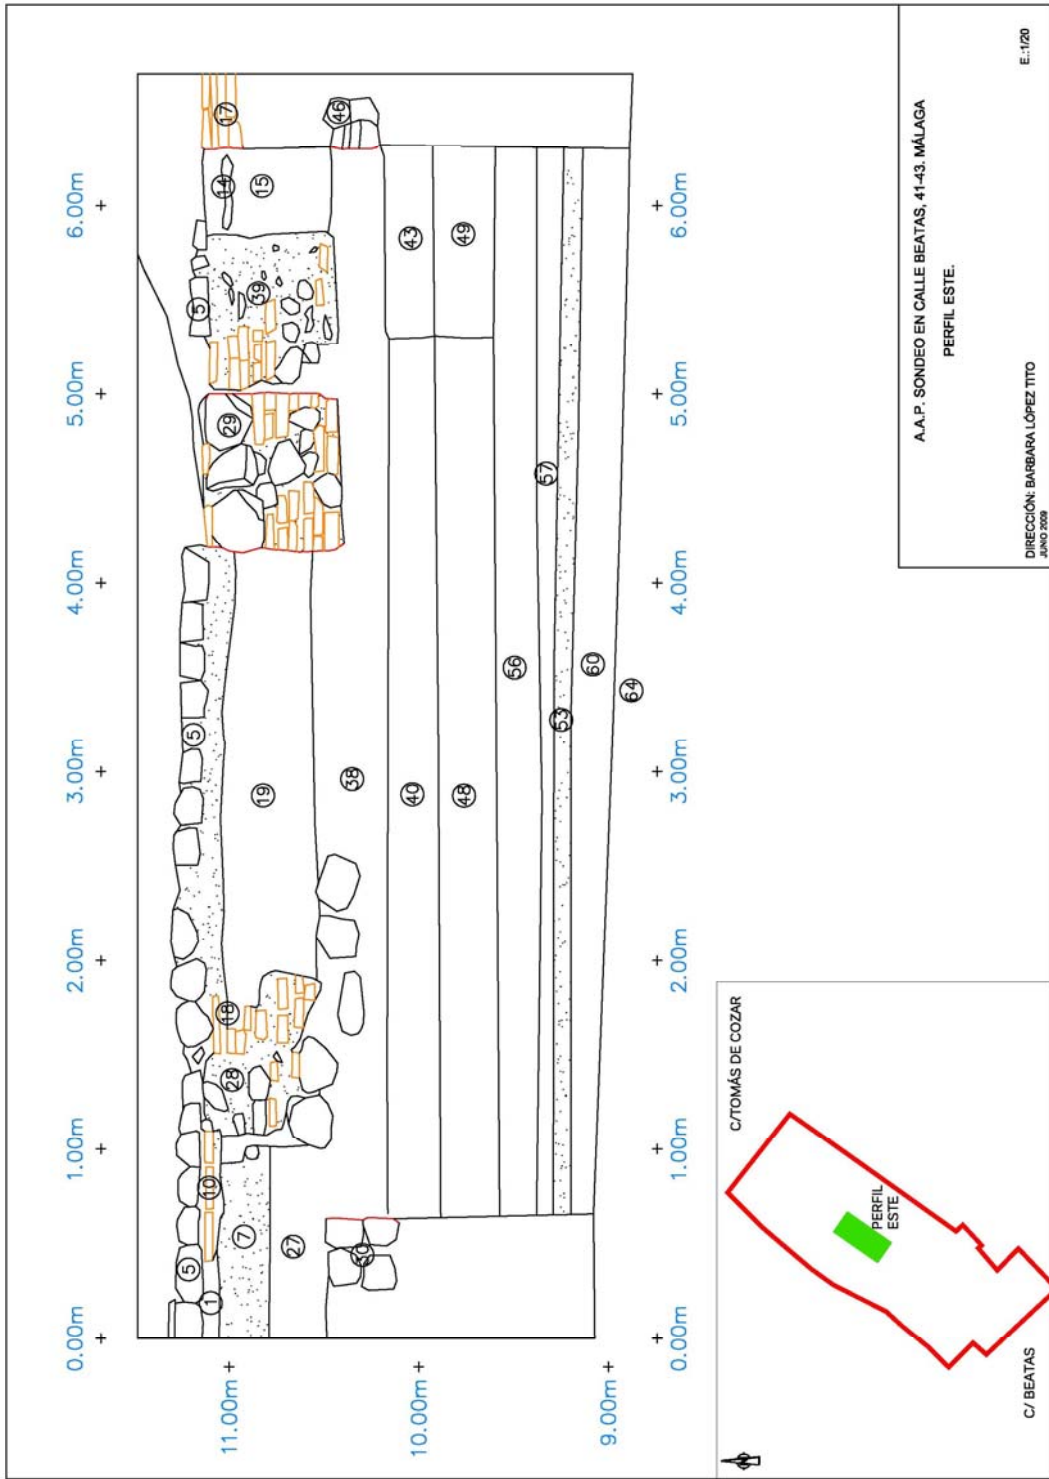 0.00m
1.00m
2.00m
3.00m
4.00m
5.00m
6.00m
11.00m
10.00m
9.00m
5
1
10
7
27
30
28
18
5
19
38
40
48
56
53
57
60
64
29
5
39
14
15
17
46
43
49
0.00m
1.00m
2.00m
3.00m
4.00m
5.00m
6.00m
C/TOMÁS DE COZAR
PERFIL
ESTE
C/ BEATAS
N
A.A.P. SONDEO EN CALLE BEATAS, 41-43. MÁLAGA
PERFIL ESTE.
DIRECCIÓN: BARBARA LÓPEZ TITO
JUNIO 2009
E.:1/20